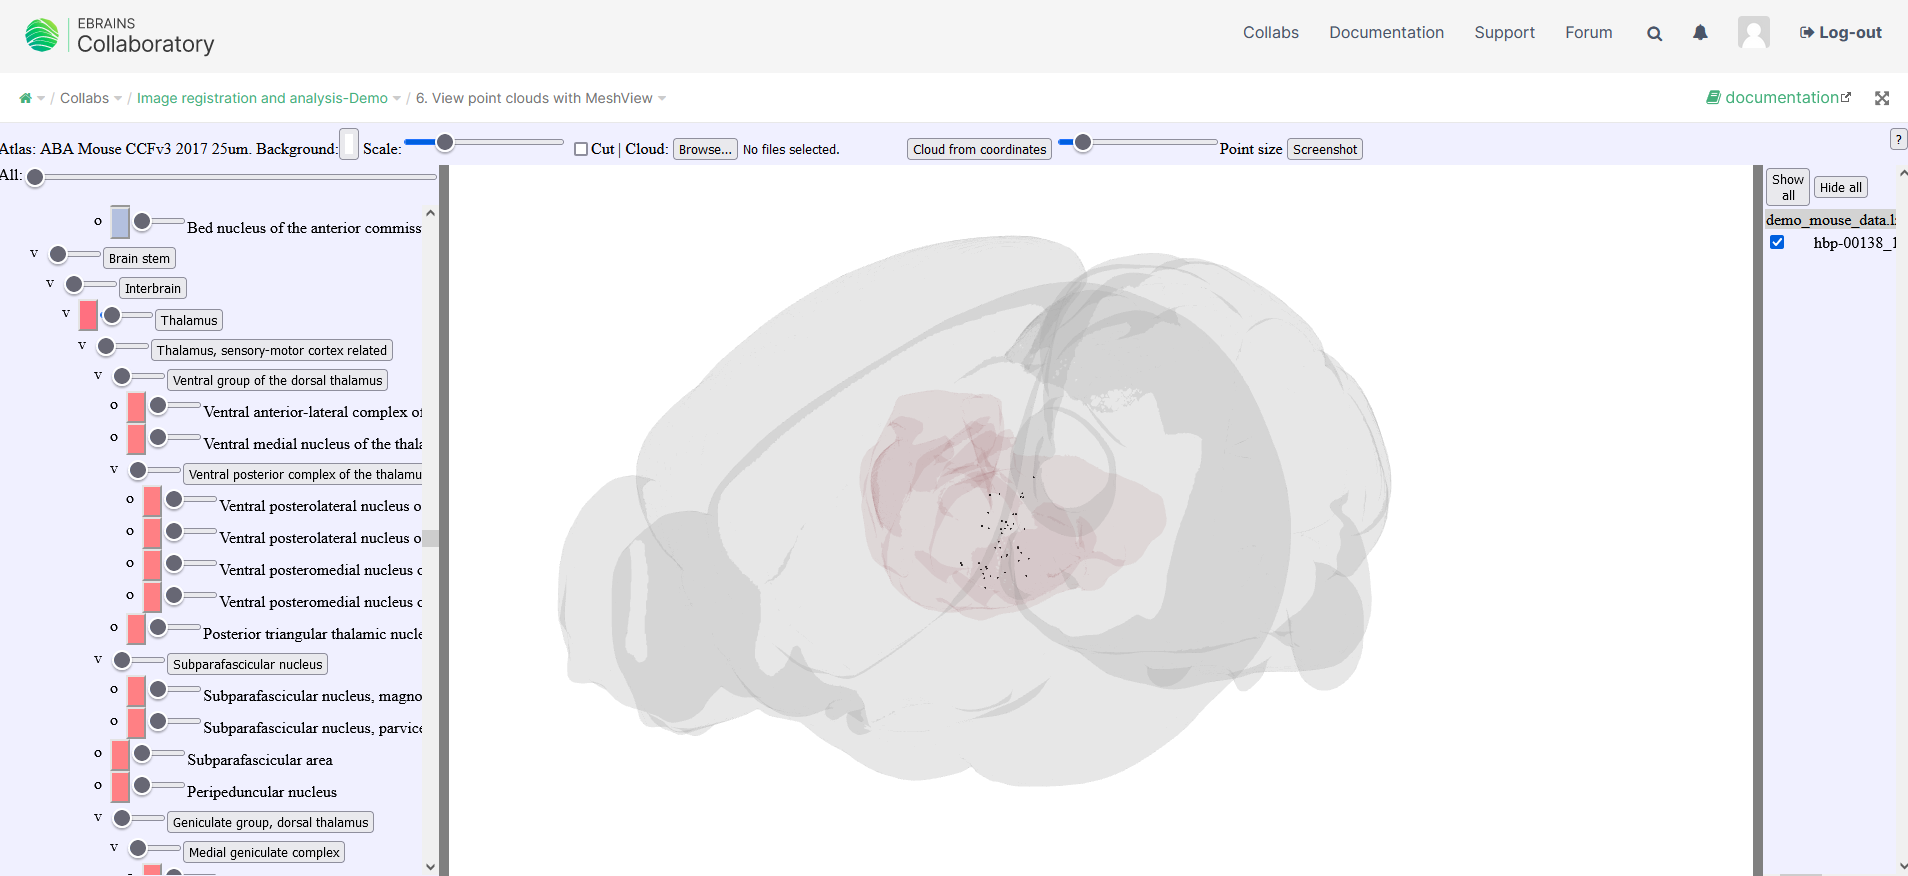 EBRAINS
Collaboratory
Collabs Documentation Support Forum Log-out
/ Collabs / Image registration and analysis-Demo / 6. View point clouds with MeshView
documentation
Atlas: ABA Mouse CCFv3 2017 25um. Background: Scale: Cut | Cloud: Browse... No files selected. Cloud from coordinates Point size Screenshot ?
All:
Bed nucleus of the anterior commiss
v Brain stem
v Interbrain
v Thalamus
v Thalamus, sensory-motor cortex related
v Ventral group of the dorsal thalamus
o Ventral anterior-lateral complex of
o Ventral medial nucleus of the thala
v Ventral posterior complex of the thalamu
o Ventral posterolateral nucleus o
o Ventral posterolateral nucleus o
o Ventral posteromedial nucleus o
o Ventral posteromedial nucleus o
o Posterior triangular thalamic nucle
v Subparafascicular nucleus
o Subparafascicular nucleus, magno
o Subparafascicular nucleus, parvice
o Subparafascicular area
o Peripeduncular nucleus
v Geniculate group, dorsal thalamus
v Medial geniculate complex
Show all Hide all
demo_mouse_data.
hbp-00138_1